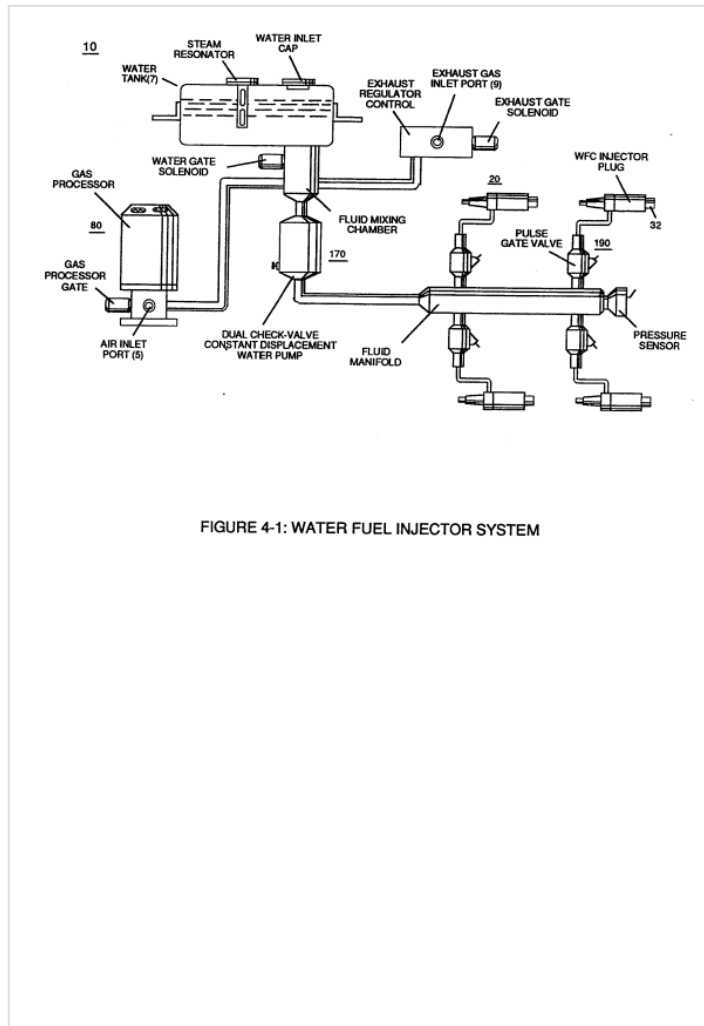 10
STEAM
RESONATOR
WATER INLET
CAP
WATER
TANK(7)
EXHAUST
REGULATOR
CONTROL
EXHAUST GAS
INLET PORT (9)
EXHAUST GATE
SOLENOID
WATER GATE
SOLENOID
GAS
PROCESSOR
80
GAS
PROCESSOR
GATE
AIR INLET
PORT (5)
FLUID MIXING
CHAMBER
170
DUAL CHECK-VALVE
CONSTANT DISPLACEMENT
WATER PUMP
20
WFC INJECTOR
PLUG
32
PULSE
GATE VALVE
190
FLUID
MANIFOLD
PRESSURE
SENSOR
FIGURE 4-1: WATER FUEL INJECTOR SYSTEM